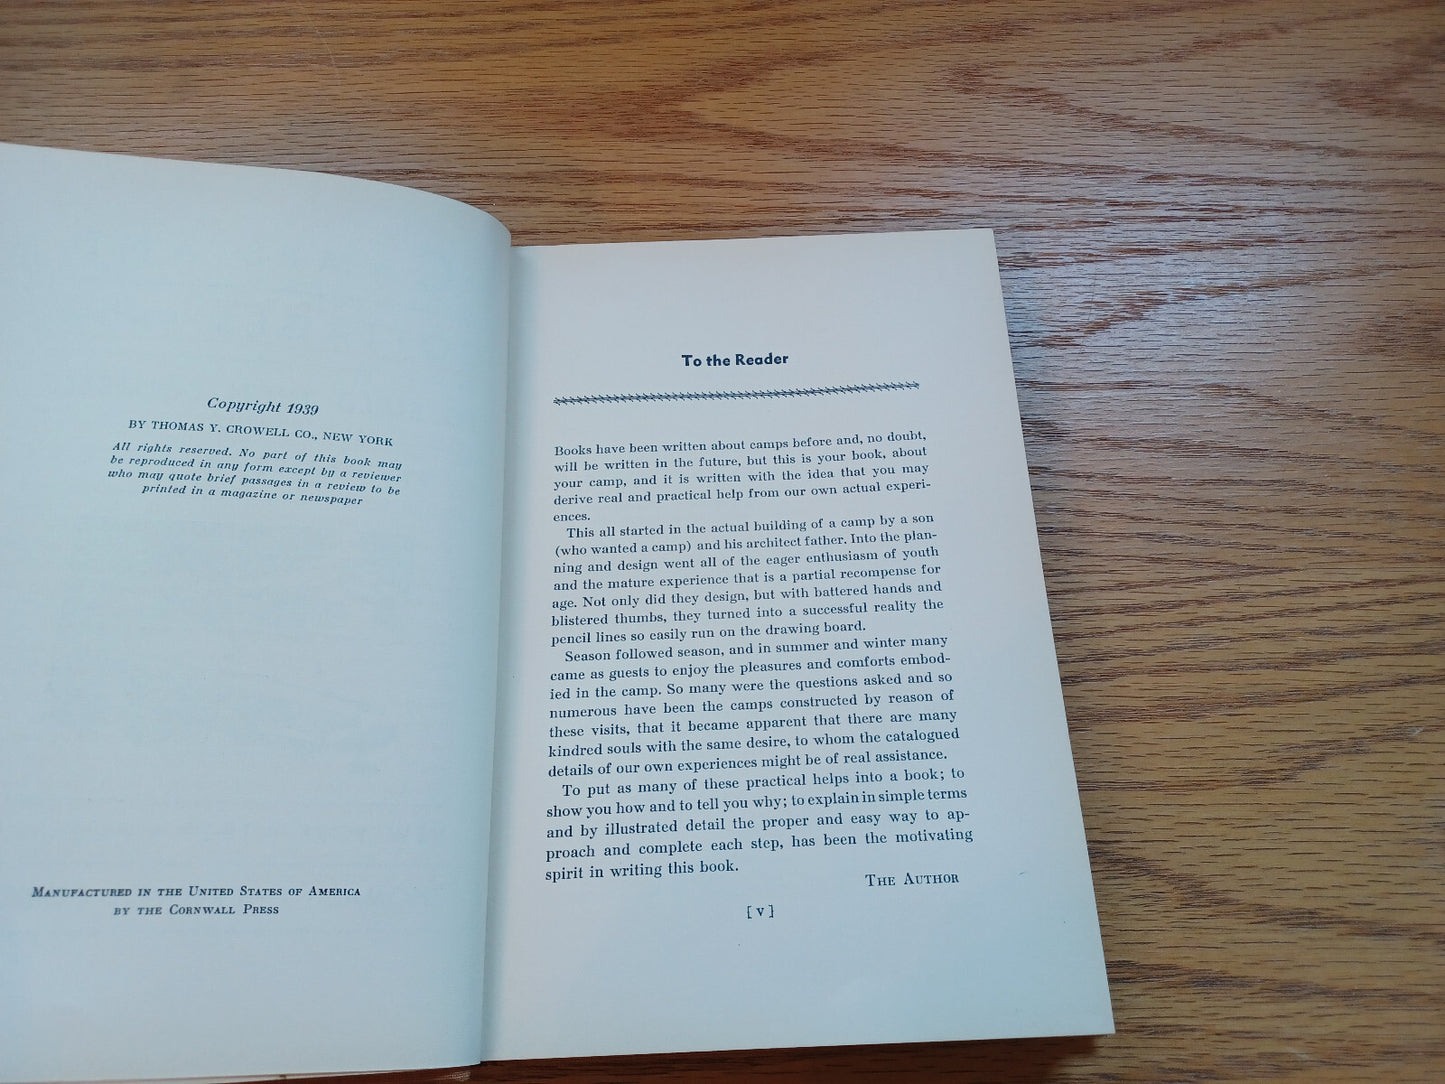 Copyright 1939
BY THOMAS Y. CROWELL CO., NEW YORK
All rights reserved. No part of this book may
be reproduced in any form except by a reviewer
who may quote brief passages in a review to be
printed in a magazine or newspaper
MANUFACTURED IN THE UNITED STATES OF AMERICA
BY THE CORNWALL PRESS
To the Reader
Books have been written about camps before and, no doubt,
will be written in the future, but this is your book, about
your camp, and it is written with the idea that you may
derive real and practical help from our own actual experi-
ences.
This all started in the actual building of a camp by a son
(who wanted a camp) and his architect father. Into the plan-
ning and design went all of the eager enthusiasm of youth
and the mature experience that is a partial recompense for
age. Not only did they design, but with battered hands and
blistered thumbs, they turned into a successful reality the
pencil lines so easily run on the drawing board.
Season followed season, and in summer and winter many
came as guests to enjoy the pleasures and comforts embod-
ied in the camp. So many were the questions asked and so
numerous have been the camps constructed by reason of
these visits, that it became apparent that there are many
kindred souls with the same desire, to whom the catalogued
details of our own experiences might be of real assistance.
To put as many of these practical helps into a book; to
show you how and to tell you why; to explain in simple terms
and by illustrated detail the proper and easy way to ap-
proach and complete each step, has been the motivating
spirit in writing this book.
THE AUTHOR
[ v ]